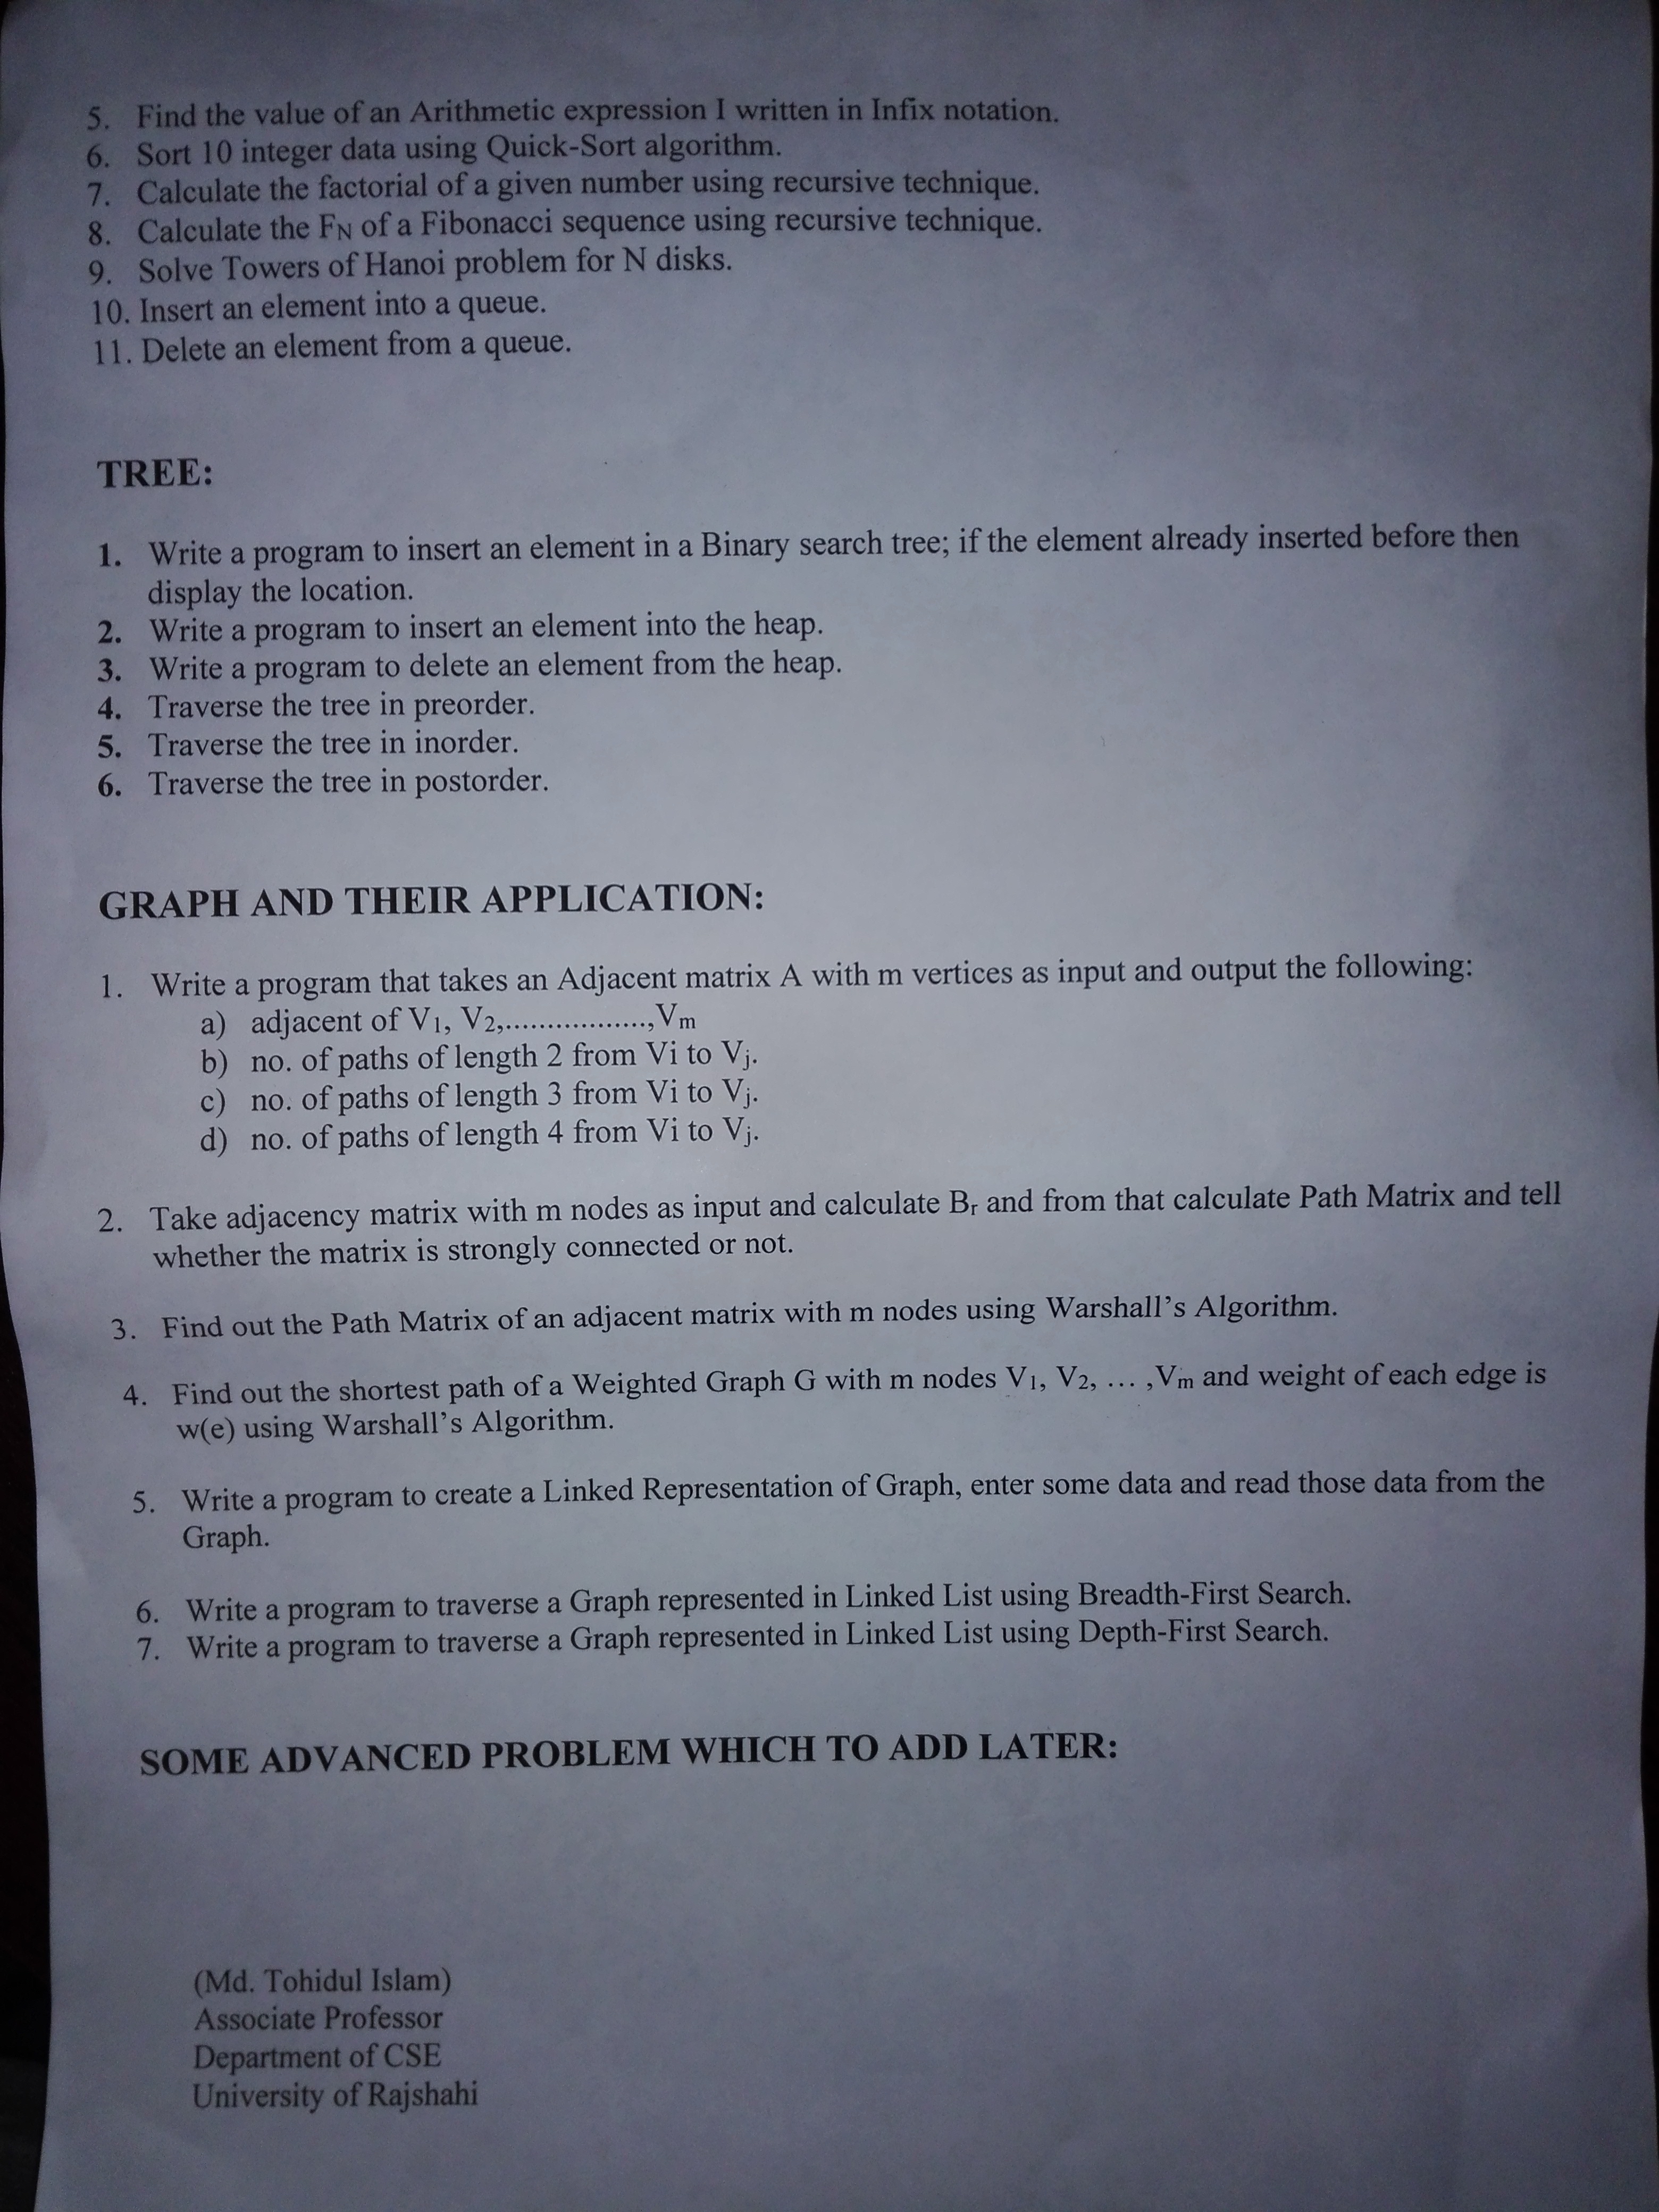 5. Find the value of an Arithmetic expression I written in Infix notation.
6. Sort 10 integer data using Quick-Sort algorithm.
7. Calculate the factorial of a given number using recursive technique.
8. Calculate the FN of a Fibonacci sequence using recursive technique.
9. Solve Towers of Hanoi problem for N disks.
10. Insert an element into a queue.
11. Delete an element from a queue.
TREE:
1. Write a program to insert an element in a Binary search tree; if the element already inserted before then
display the location.
2. Write a program to insert an element into the heap.
3. Write a program to delete an element from the heap.
4. Traverse the tree in preorder.
5. Traverse the tree in inorder.
6. Traverse the tree in postorder.
GRAPH AND THEIR APPLICATION:
1. Write a program that takes an Adjacent matrix A with m vertices as input and output the following:
a) adjacent of V1, V2,..................,Vm
b) no. of paths of length 2 from Vi to Vj.
c) no. of paths of length 3 from Vi to Vj.
d) no. of paths of length 4 from Vi to Vj.
2. Take adjacency matrix with m nodes as input and calculate Br and from that calculate Path Matrix and tell
whether the matrix is strongly connected or not.
3. Find out the Path Matrix of an adjacent matrix with m nodes using Warshall's Algorithm.
4. Find out the shortest path of a Weighted Graph G with m nodes V1, V2, ... ,Vm and weight of each edge is
w(e) using Warshall's Algorithm.
5. Write a program to create a Linked Representation of Graph, enter some data and read those data from the
Graph.
6. Write a program to traverse a Graph represented in Linked List using Breadth-First Search.
7. Write a program to traverse a Graph represented in Linked List using Depth-First Search.
SOME ADVANCED PROBLEM WHICH TO ADD LATER:
(Md. Tohidul Islam)
Associate Professor
Department of CSE
University of Rajshahi